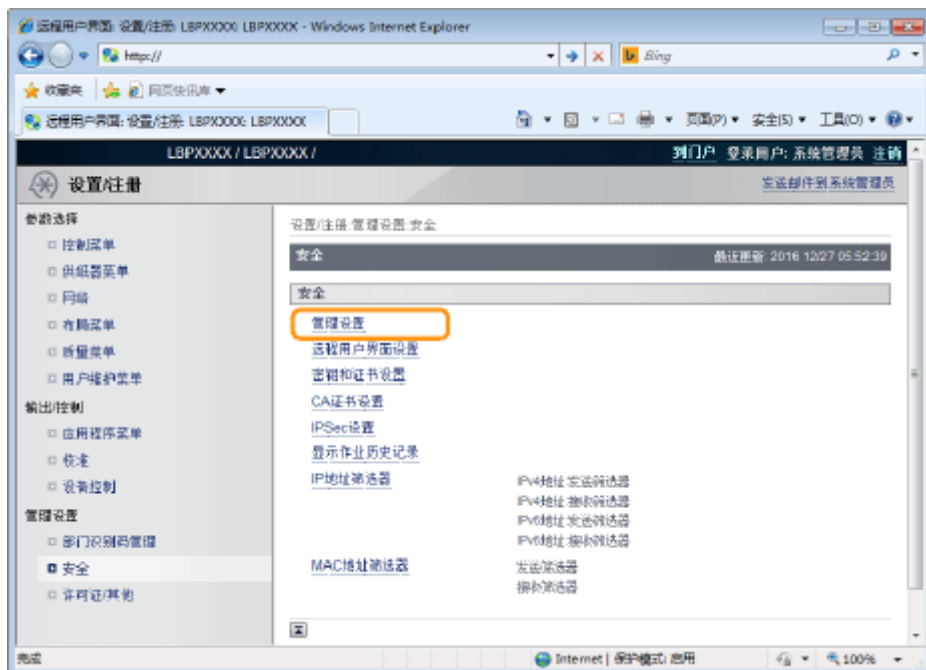 远程用户界面: 设置/注册: LBPXXXX: LBPXXXX - Windows Internet Explorer
http://
Bing
收藏夹 网页快讯库
远程用户界面: 设置/注册: LBPXXXX: LBPXXXX
页面(P) 安全(S) 工具(O)
LBPXXXX / LBPXXXX /
到门户 登录用户: 系统管理员 注销
设置/注册
发送邮件到系统管理员
参数选择
控制菜单
供纸器菜单
网络
布局菜单
质量菜单
用户维护菜单
输出/控制
应用程序菜单
校准
设备控制
管理设置
部门识别码管理
安全
许可证/其他
设置/注册:管理设置:安全
安全
最近更新: 2016 12/27 05:52:39
安全
管理设置
远程用户界面设置
密钥和证书设置
CA证书设置
IPSec设置
显示作业历史记录
IP地址筛选器
IPv4地址:发送筛选器
IPv4地址:接收筛选器
IPv6地址:发送筛选器
IPv6地址:接收筛选器
MAC地址筛选器
发送筛选器
接收筛选器
完成
Internet | 保护模式: 启用
100%